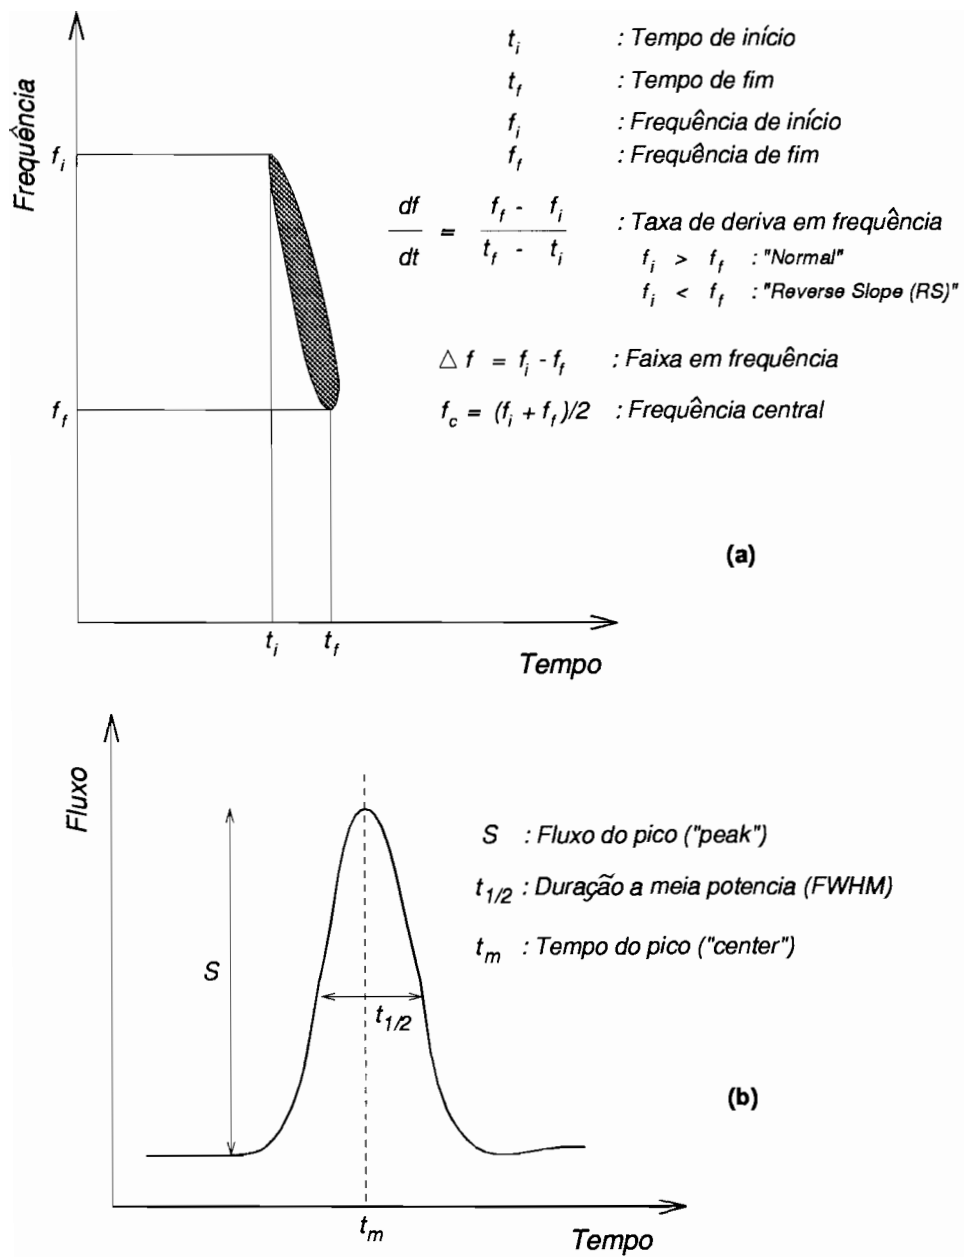 Frequência
f_i
f_f
t_i : Tempo de início
t_f : Tempo de fim
f_i : Frequência de início
f_f : Frequência de fim
df/dt = (f_f - f_i)/(t_f - t_i) : Taxa de deriva em frequência
f_i > f_f : "Normal"
f_i < f_f : "Reverse Slope (RS)"
△ f = f_i - f_f : Faixa em frequência
f_c = (f_i + f_f)/2 : Frequência central
(a)
t_i t_f
Tempo
Fluxo
S : Fluxo do pico ("peak")
t_1/2 : Duração a meia potencia (FWHM)
t_m : Tempo do pico ("center")
S
t_1/2
(b)
t_m
Tempo